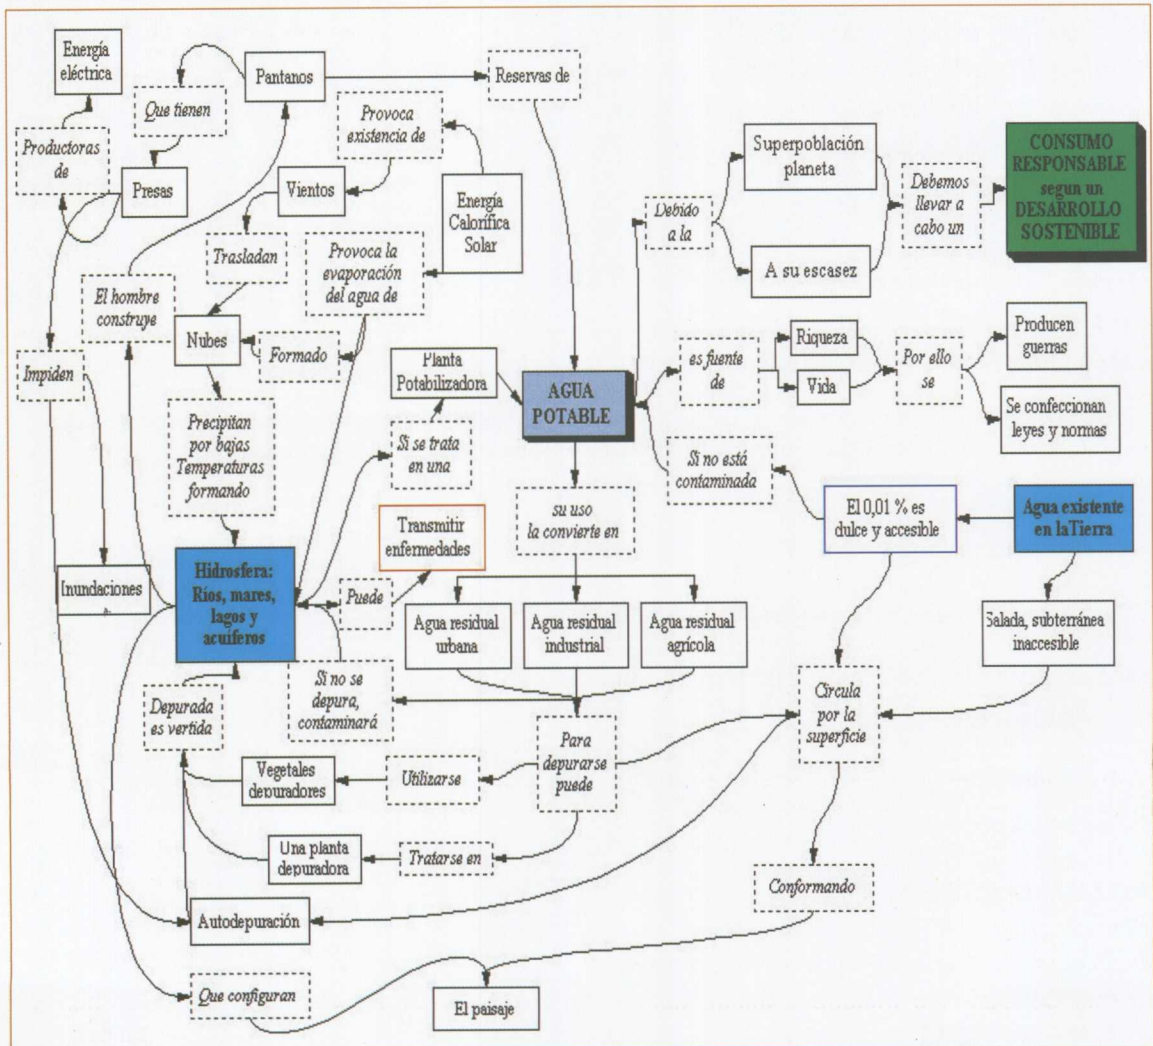 Energía
eléctrica
Que tienen
Pantanos
Reservas de
Productoras
de
Presas
Provoca
existencia de
Vientos
Energía
Calorífica
Solar
Trasladan
Provoca la
evaporación
del agua de
El hombre
construye
Nubes
Formado
Impiden
Precipitan
por bajas
Temperaturas
formando
Planta
Potabilizadora
Si se trata
en una
AGUA
POTABLE
Debido
a la
Superpoblación
planeta
A su escasez
Debemos
llevar a
cabo un
CONSUMO
RESPONSABLE
segun un
DESARROLLO
SOSTENIBLE
es fuente
de
Riqueza
Vida
Por ello
se
Producen
guerras
Se confeccionan
leyes y normas
Si no está
contaminada
El 0,01 % es
dulce y accesible
Agua existente
en laTierra
su uso
la convierte en
Transmitir
enfermedades
Inundaciones
Hidrosfera:
Ríos, mares,
lagos y
acuíferos
Puede
Agua residual
urbana
Agua residual
industrial
Agua residual
agrícola
Salada, subterránea
inaccesible
Depurada
es vertida
Si no se
depura,
contaminará
Circula
por la
superficie
Vegetales
depuradores
Utilizarse
Para
depurarse
puede
Una planta
depuradora
Tratarse en
Conformando
Autodepuración
Que configuran
El paisaje